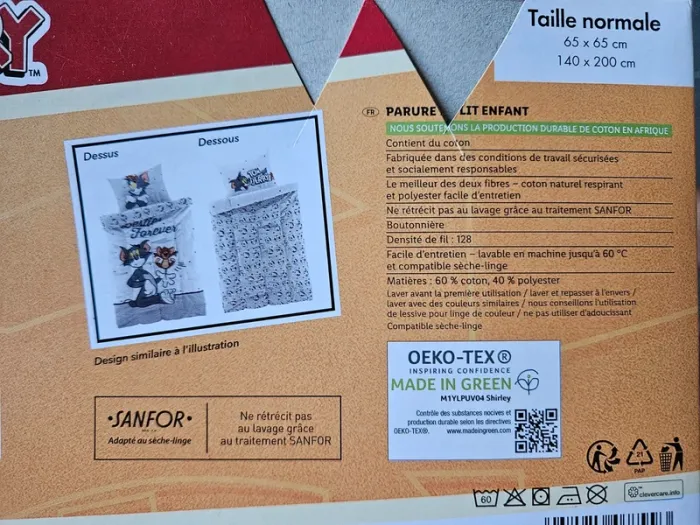 RY
TM
Taille normale
65 x 65 cm
140 x 200 cm
FR PARURE LIT ENFANT
NOUS SOUTENONS LA PRODUCTION DURABLE DE COTON EN AFRIQUE
Contient du coton
Fabriquée dans des conditions de travail sécurisées
et socialement responsables
Le meilleur des deux fibres – coton naturel respirant
et polyester facile d'entretien
Ne rétrécit pas au lavage grâce au traitement SANFOR
Boutonnière
Densité de fil : 128
Facile d'entretien – lavable en machine jusqu'à 60 °C
et compatible sèche-linge
Matières : 60 % coton, 40 % polyester
Laver avant la première utilisation / laver et repasser à l'envers /
laver avec des couleurs similaires / nous conseillons l'utilisation
de lessive pour linge de couleur / ne pas utiliser d'adoucissant
Compatible sèche-linge
Dessus
Dessous
Forever
TOM
JERRY
Design similaire à l'illustration
•SANFOR•
Adapté au sèche-linge
Ne rétrécit pas
au lavage grâce
au traitement SANFOR
OEKO-TEX®
INSPIRING CONFIDENCE
MADE IN GREEN
M1YLPUV04 Shirley
Contrôle des substances nocives et
production durable selon les directives
OEKO-TEX®. www.madeingreen.com
21
PAP
60
clevercare.info